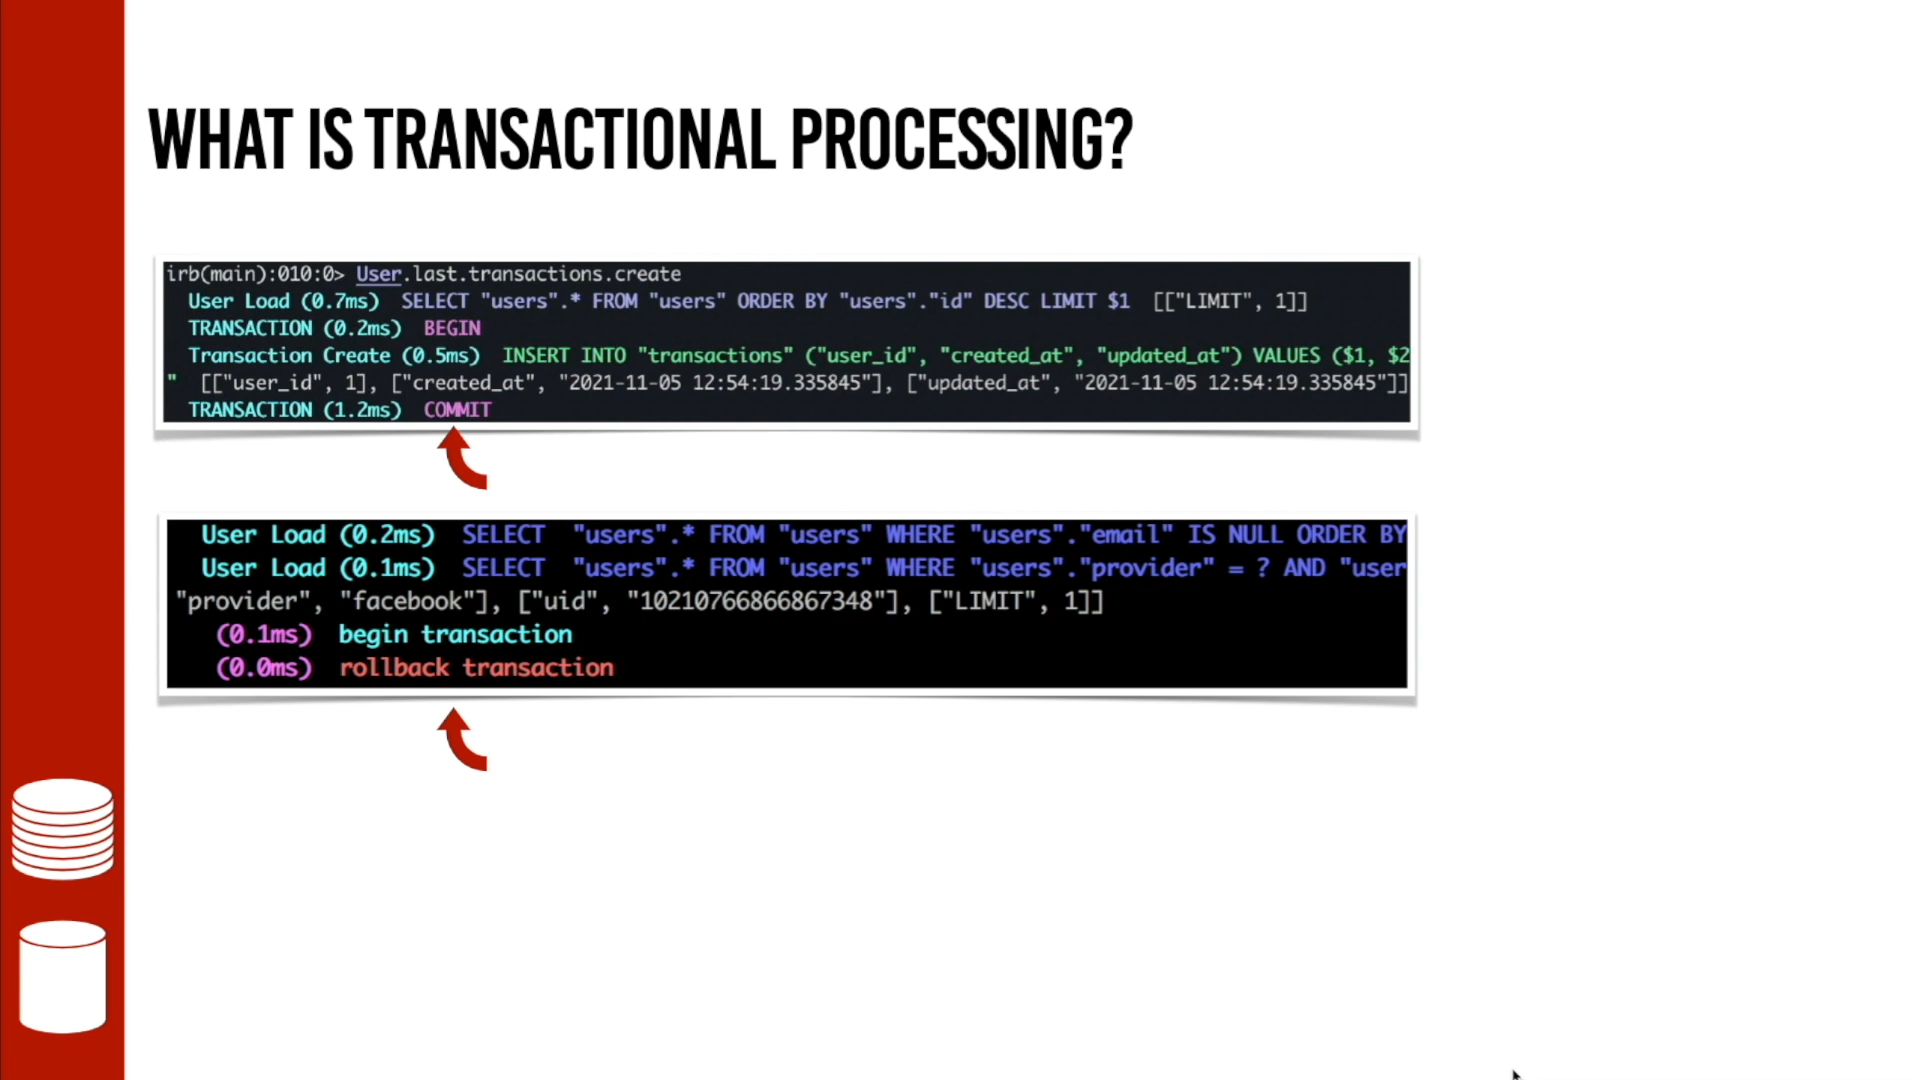 WHAT IS TRANSACTIONAL PROCESSING?
irb(main):010:0> User.last.transactions.create
User Load (0.7ms) SELECT "users".* FROM "users" ORDER BY "users"."id" DESC LIMIT $1 [["LIMIT", 1]]
TRANSACTION (0.2ms) BEGIN
Transaction Create (0.5ms) INSERT INTO "transactions" ("user_id", "created_at", "updated_at") VALUES ($1, $2
" [["user_id", 1], ["created_at", "2021-11-05 12:54:19.335845"], ["updated_at", "2021-11-05 12:54:19.335845"]]
TRANSACTION (1.2ms) COMMIT
User Load (0.2ms) SELECT "users".* FROM "users" WHERE "users"."email" IS NULL ORDER BY
User Load (0.1ms) SELECT "users".* FROM "users" WHERE "users"."provider" = ? AND "user
"provider", "facebook"], ["uid", "10210766866867348"], ["LIMIT", 1]]
(0.1ms) begin transaction
(0.0ms) rollback transaction